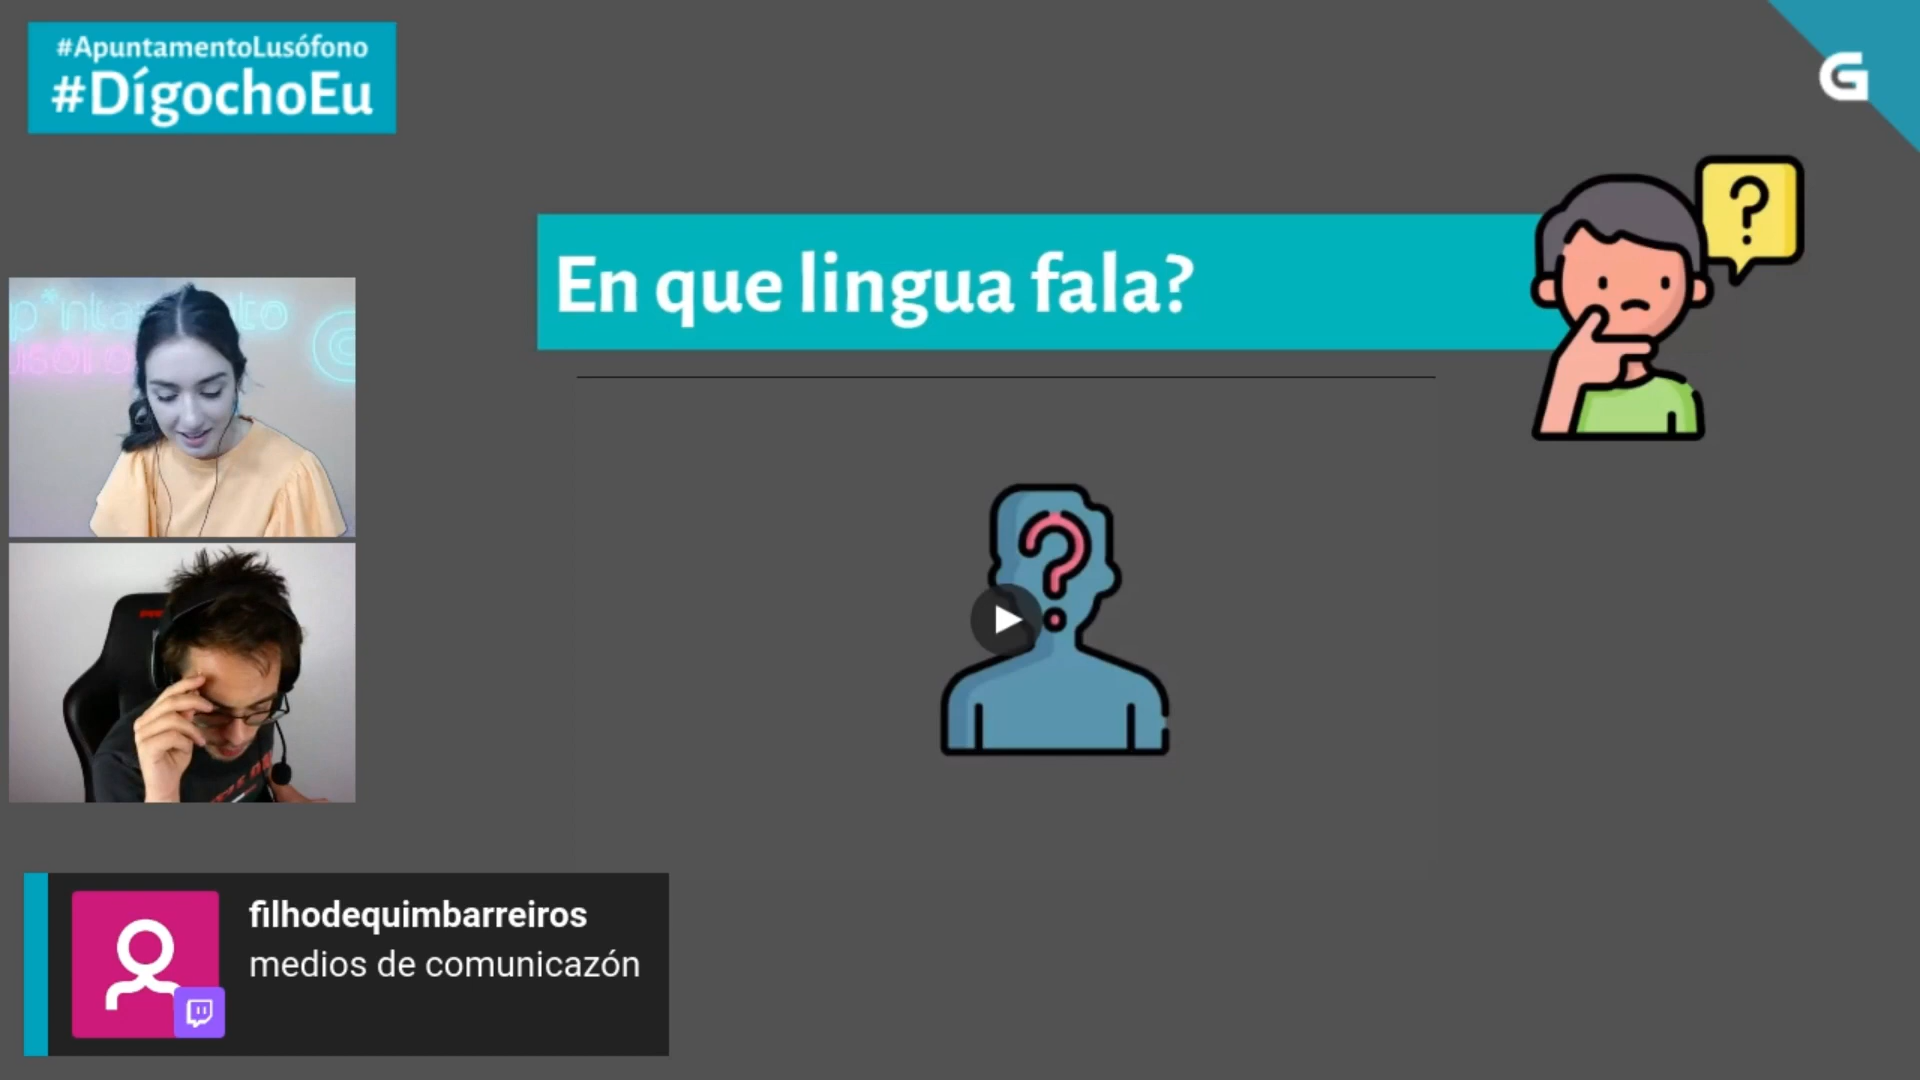 #ApuntamentoLusófono
#DígochoEu
En que lingua fala?
filhodequimbarreiros
medios de comunicazón